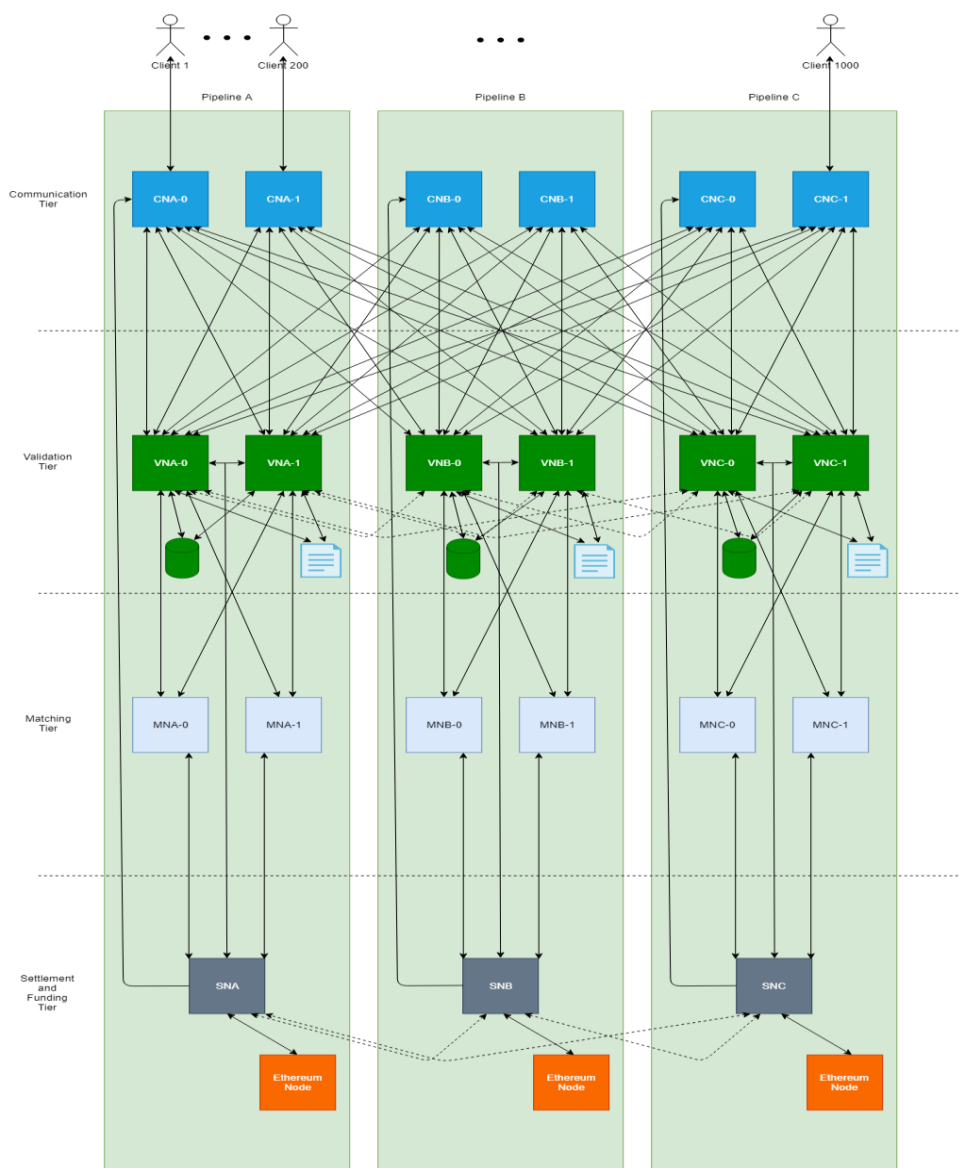 Client 1
Client 200
Client 1000
Pipeline A
Pipeline B
Pipeline C
Communication
Tier
CNA-0
CNA-1
CNB-0
CNB-1
CNC-0
CNC-1
Validation
Tier
VNA-0
VNA-1
VNB-0
VNB-1
VNC-0
VNC-1
Matching
Tier
MNA-0
MNA-1
MNB-0
MNB-1
MNC-0
MNC-1
Settlement
and
Funding
Tier
SNA
SNB
SNC
Ethereum
Node
Ethereum
Node
Ethereum
Node